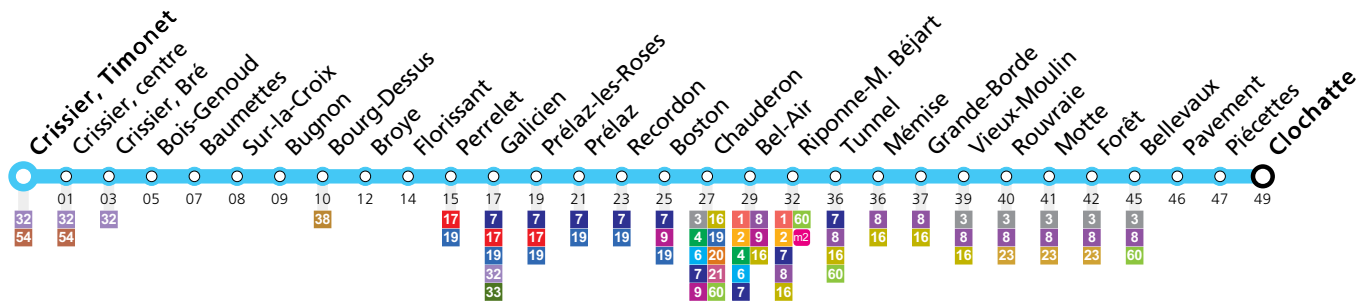 Crissier, Timonet
Crissier, centre
Crissier, Bré
Bois-Genoud
Baumettes
Sur-la-Croix
Bugnon
Bourg-Dessus
Broye
Florissant
Perrelet
Galicien
Prélaz-les-Roses
Prélaz
Recordon
Boston
Chauderon
Bel-Air
Riponne-M. Béjart
Tunnel
Mémise
Grande-Borde
Vieux-Moulin
Rouvraie
Motte
Forêt
Bellevaux
Pavement
Piécettes
Clochatte
01 03 05 07 08 09 10 12 14 15 17 19 21 23 25 27 29 32 36 36 37 39 40 41 42 45 46 47 49
32 32 32 38 17 7 7 7 7 7 3 16 1 8 1 60 7 8 8 3 3 3 3 3
54 54 19 17 17 19 19 9 4 19 2 9 2 m2 8 16 16 8 8 8 8 8
19 19 19 6 20 4 16 7 16 16 23 23 23 60
32 7 21 6 8 60
33 9 60 7 16